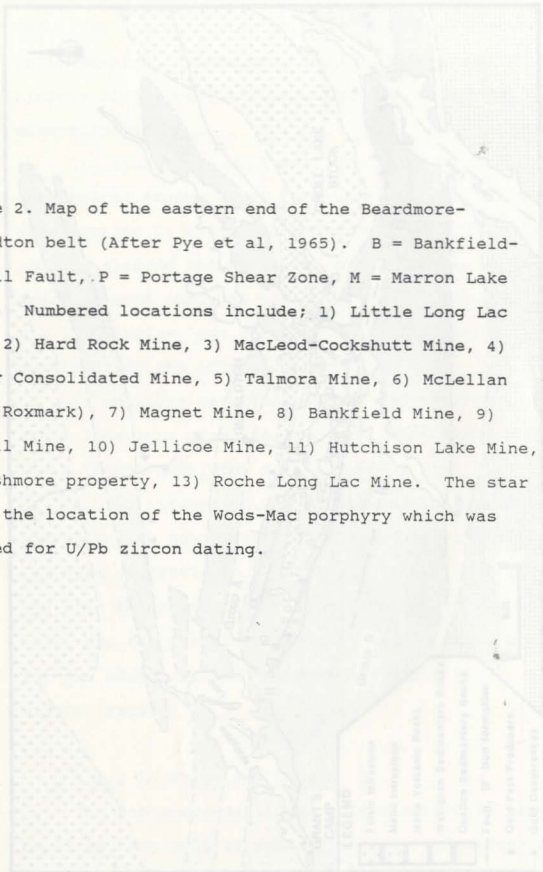 e 2. Map of the eastern end of the Beardmore-
lton belt (After Pye et al, 1965). B = Bankfield-
ll Fault, P = Portage Shear Zone, M = Marron Lake
Numbered locations include; 1) Little Long Lac
2) Hard Rock Mine, 3) MacLeod-Cockshutt Mine, 4)
r Consolidated Mine, 5) Talmora Mine, 6) McLellan
Roxmark), 7) Magnet Mine, 8) Bankfield Mine, 9)
ll Mine, 10) Jellicoe Mine, 11) Hutchison Lake Mine,
hmore property, 13) Roche Long Lac Mine. The star
the location of the Wods-Mac porphyry which was
ed for U/Pb zircon dating.